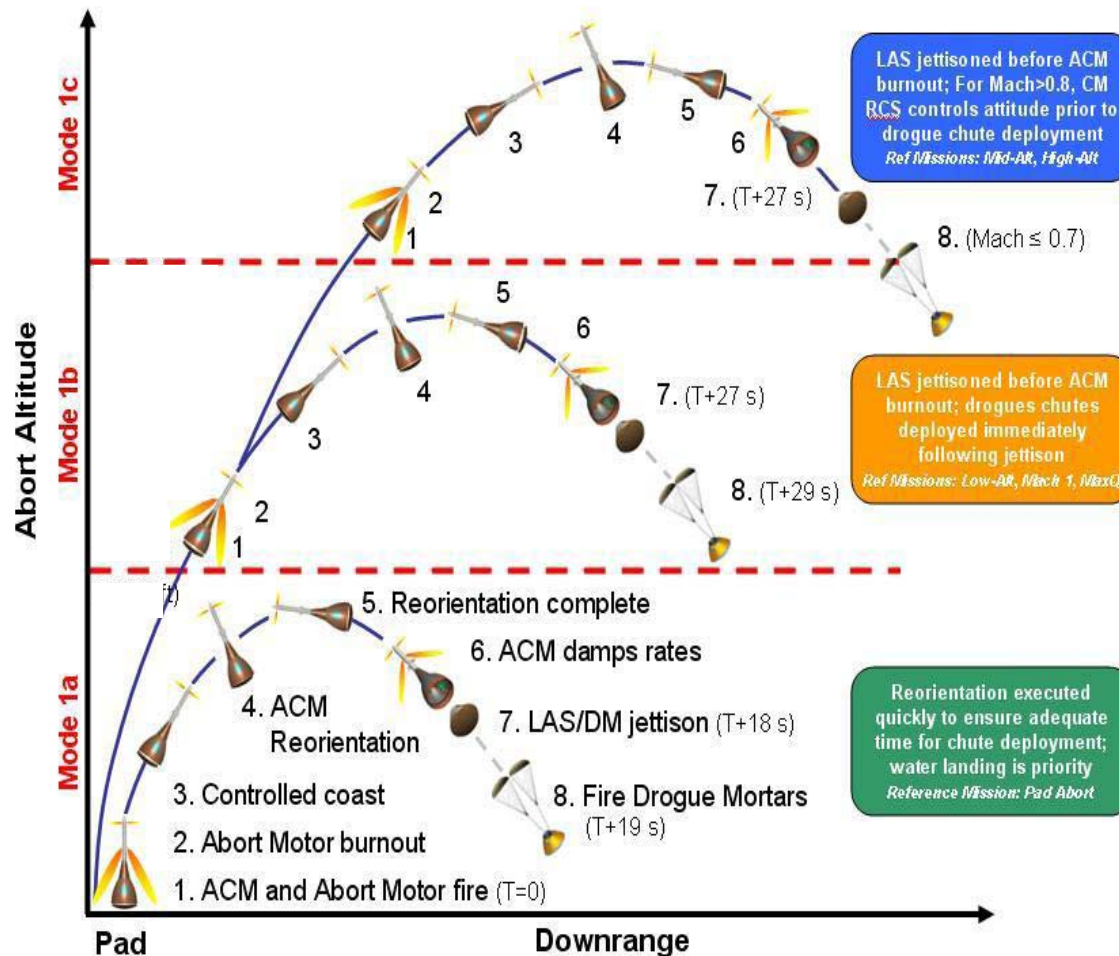 Abort Altitude
Mode 1c
1
2
3
4
5
6
7. (T+27 s)
8. (Mach ≤ 0.7)
LAS jettisoned before ACM
burnout; For Mach>0.8, CM
RCS controls attitude prior to
drogue chute deployment
Ref Missions: Mid-Alt, High-Alt
Mode 1b
1
2
3
4
5
6
7. (T+27 s)
8. (T+29 s)
LAS jettisoned before ACM
burnout; drogues chutes
deployed immediately
following jettison
Ref Missions: Low-Alt, Mach 1, MaxQ
ft)
Mode 1a
5. Reorientation complete
6. ACM damps rates
4. ACM
Reorientation
7. LAS/DM jettison (T+18 s)
3. Controlled coast
8. Fire Drogue Mortars
(T+19 s)
2. Abort Motor burnout
1. ACM and Abort Motor fire (T=0)
Reorientation executed
quickly to ensure adequate
time for chute deployment;
water landing is priority
Reference Mission: Pad Abort
Pad
Downrange